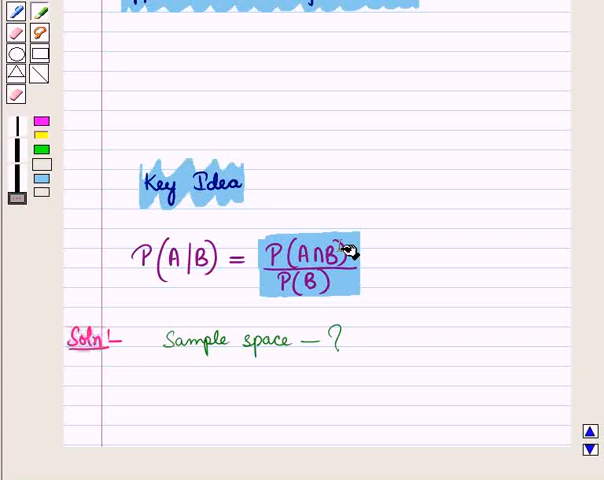 Key Idea
P(A|B) = P(A∩B) / P(B)
Soln:- Sample space - ?